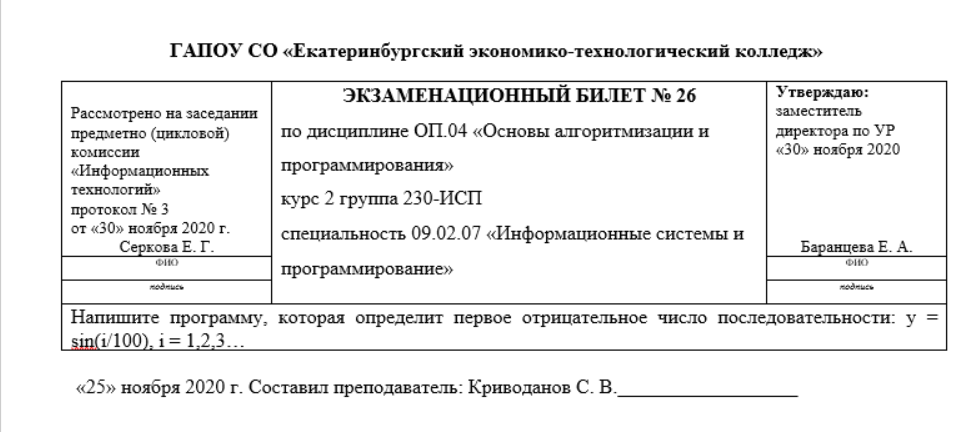 ГАПОУ СО «Екатеринбургский экономико-технологический колледж»
Рассмотрено на заседании
предметно (цикловой)
комиссии
«Информационных
технологий»
протокол № 3
от «30» ноября 2020 г.
Серкова Е. Г.
ФИО
подпись
ЭКЗАМЕНАЦИОННЫЙ БИЛЕТ № 26
по дисциплине ОП.04 «Основы алгоритмизации и
программирования»
курс 2 группа 230-ИСП
специальность 09.02.07 «Информационные системы и
программирование»
Утверждаю:
заместитель
директора по УР
«30» ноября 2020
Баранцева Е. А.
ФИО
подпись
Напишите программу, которая определит первое отрицательное число последовательности: y =
sin(i/100), i = 1,2,3…
«25» ноября 2020 г. Составил преподаватель: Криводанов С. В.___________________